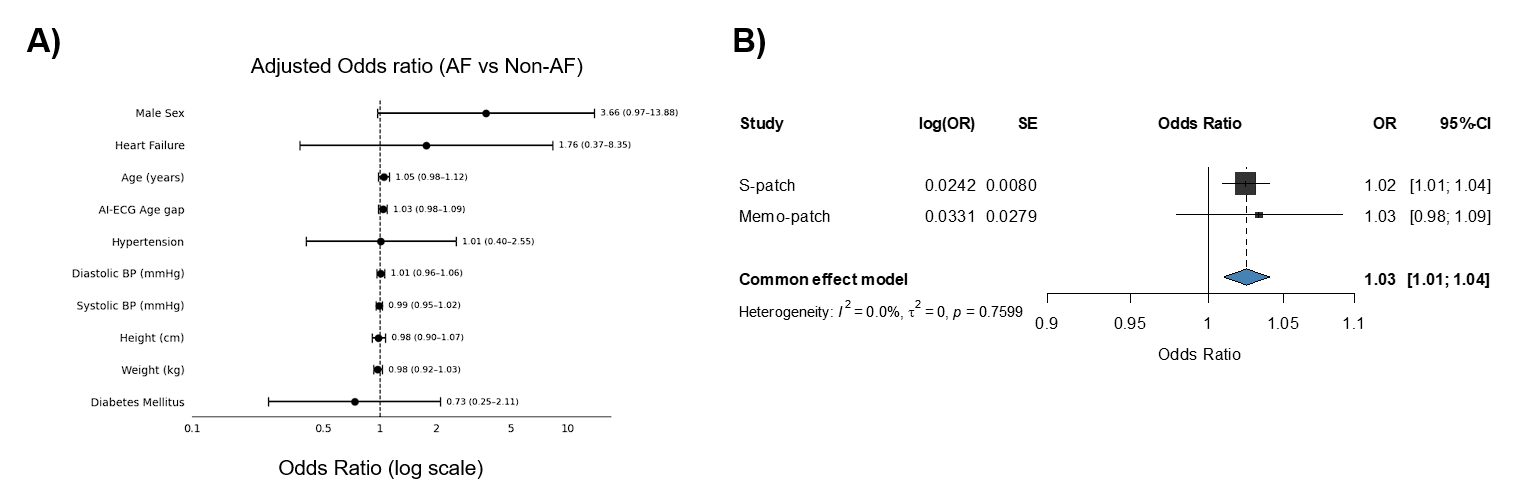 A)
Adjusted Odds ratio (AF vs Non-AF)
Male Sex 3.66 (0.97–13.88)
Heart Failure 1.76 (0.37–8.35)
Age (years) 1.05 (0.98–1.12)
AI-ECG Age gap 1.03 (0.98–1.09)
Hypertension 1.01 (0.40–2.55)
Diastolic BP (mmHg) 1.01 (0.96–1.06)
Systolic BP (mmHg) 0.99 (0.95–1.02)
Height (cm) 0.98 (0.90–1.07)
Weight (kg) 0.98 (0.92–1.03)
Diabetes Mellitus 0.73 (0.25–2.11)
0.1 0.5 1 2 5 10
Odds Ratio (log scale)
B)
Study log(OR) SE Odds Ratio OR 95%-CI
S-patch 0.0242 0.0080 1.02 [1.01; 1.04]
Memo-patch 0.0331 0.0279 1.03 [0.98; 1.09]
Common effect model 1.03 [1.01; 1.04]
Heterogeneity: I² = 0.0%, τ² = 0, p = 0.7599
0.9 0.95 1 1.05 1.1
Odds Ratio